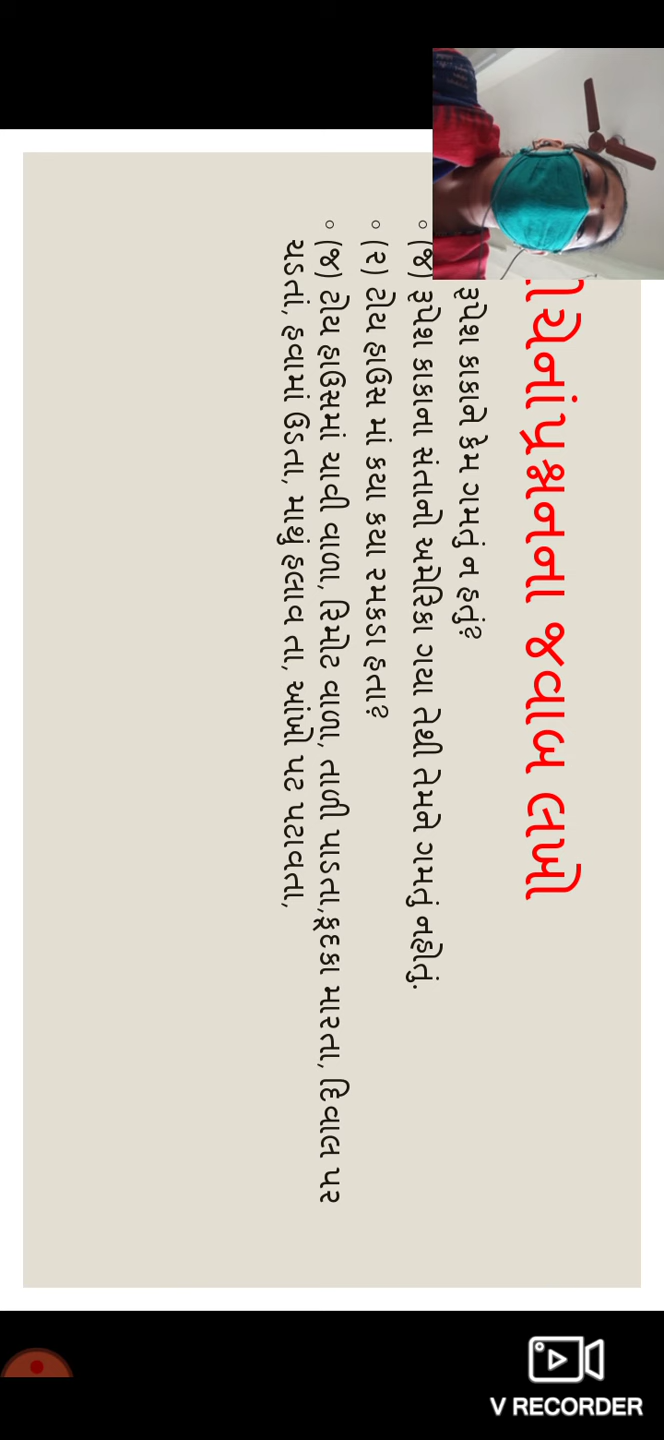 પ્રશ્નનના જવાબ લખો
રૂપેશ કાકાને કેમ ગમતું ન હતું?
(જ) રૂપેશ કાકાના સંતાનો અમેરિકા ગયા તેથી તેમને ગમતું નહોતું.
(૨) ટોય હાઉસ માં કયા કયા રમકડા હતા?
(જ) ટોય હાઉસમાં ચાવી વાળા, રિમોટ વાળા, તાળી પાડતા,કૂદકા મારતા, દિવાલ પર
ચડતાં, હવામાં ઉડતા, માથું હલાવ તા, આંખો પટ પટાવતા,
V RECORDER